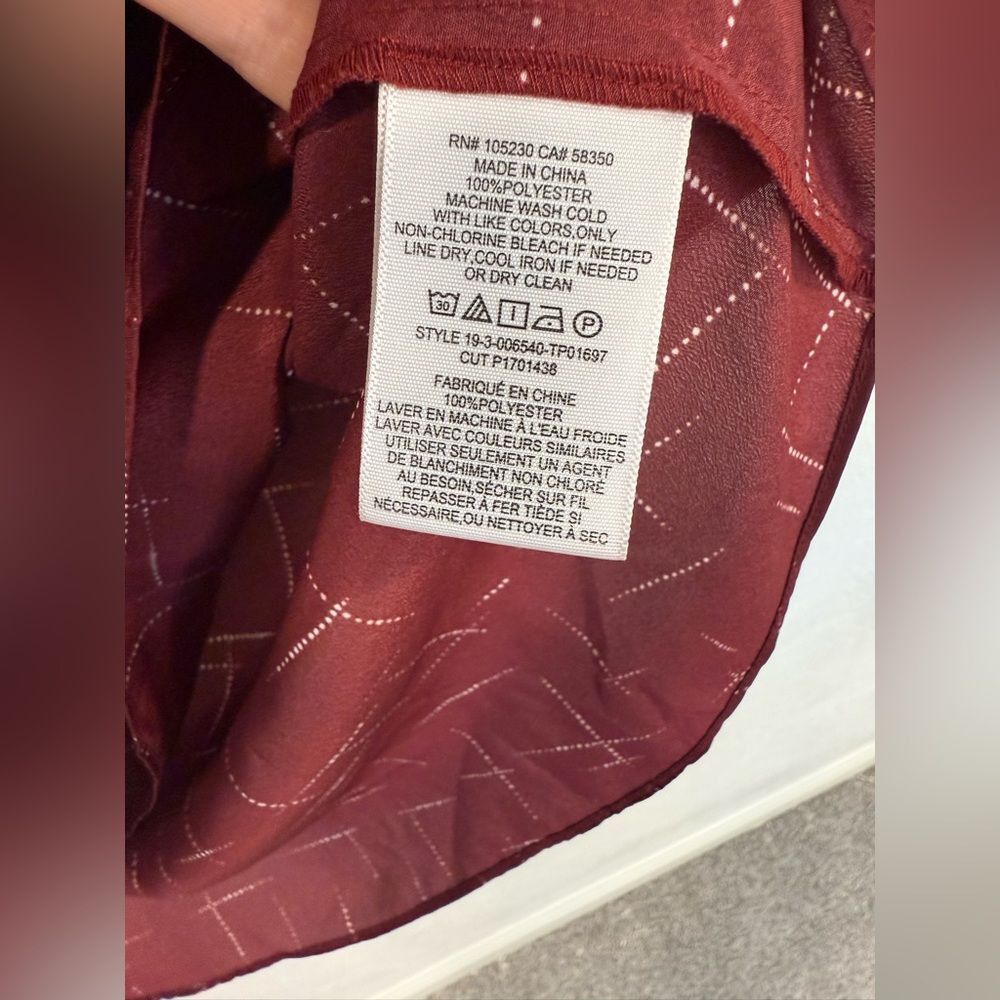 RN# 105230 CA# 58350
MADE IN CHINA
100%POLYESTER
MACHINE WASH COLD
WITH LIKE COLORS,ONLY
NON-CHLORINE BLEACH IF NEEDED
LINE DRY,COOL IRON IF NEEDED
OR DRY CLEAN
30 P
STYLE 19-3-006540-TP01697
CUT P1701438
FABRIQUÉ EN CHINE
100%POLYESTER
LAVER EN MACHINE À L'EAU FROIDE
LAVER AVEC COULEURS SIMILAIRES
UTILISER SEULEMENT UN AGENT
DE BLANCHIMENT NON CHLORÉ
AU BESOIN,SÉCHER SUR FIL
REPASSER À FER TIÈDE SI
NÉCESSAIRE,OU NETTOYER À SEC